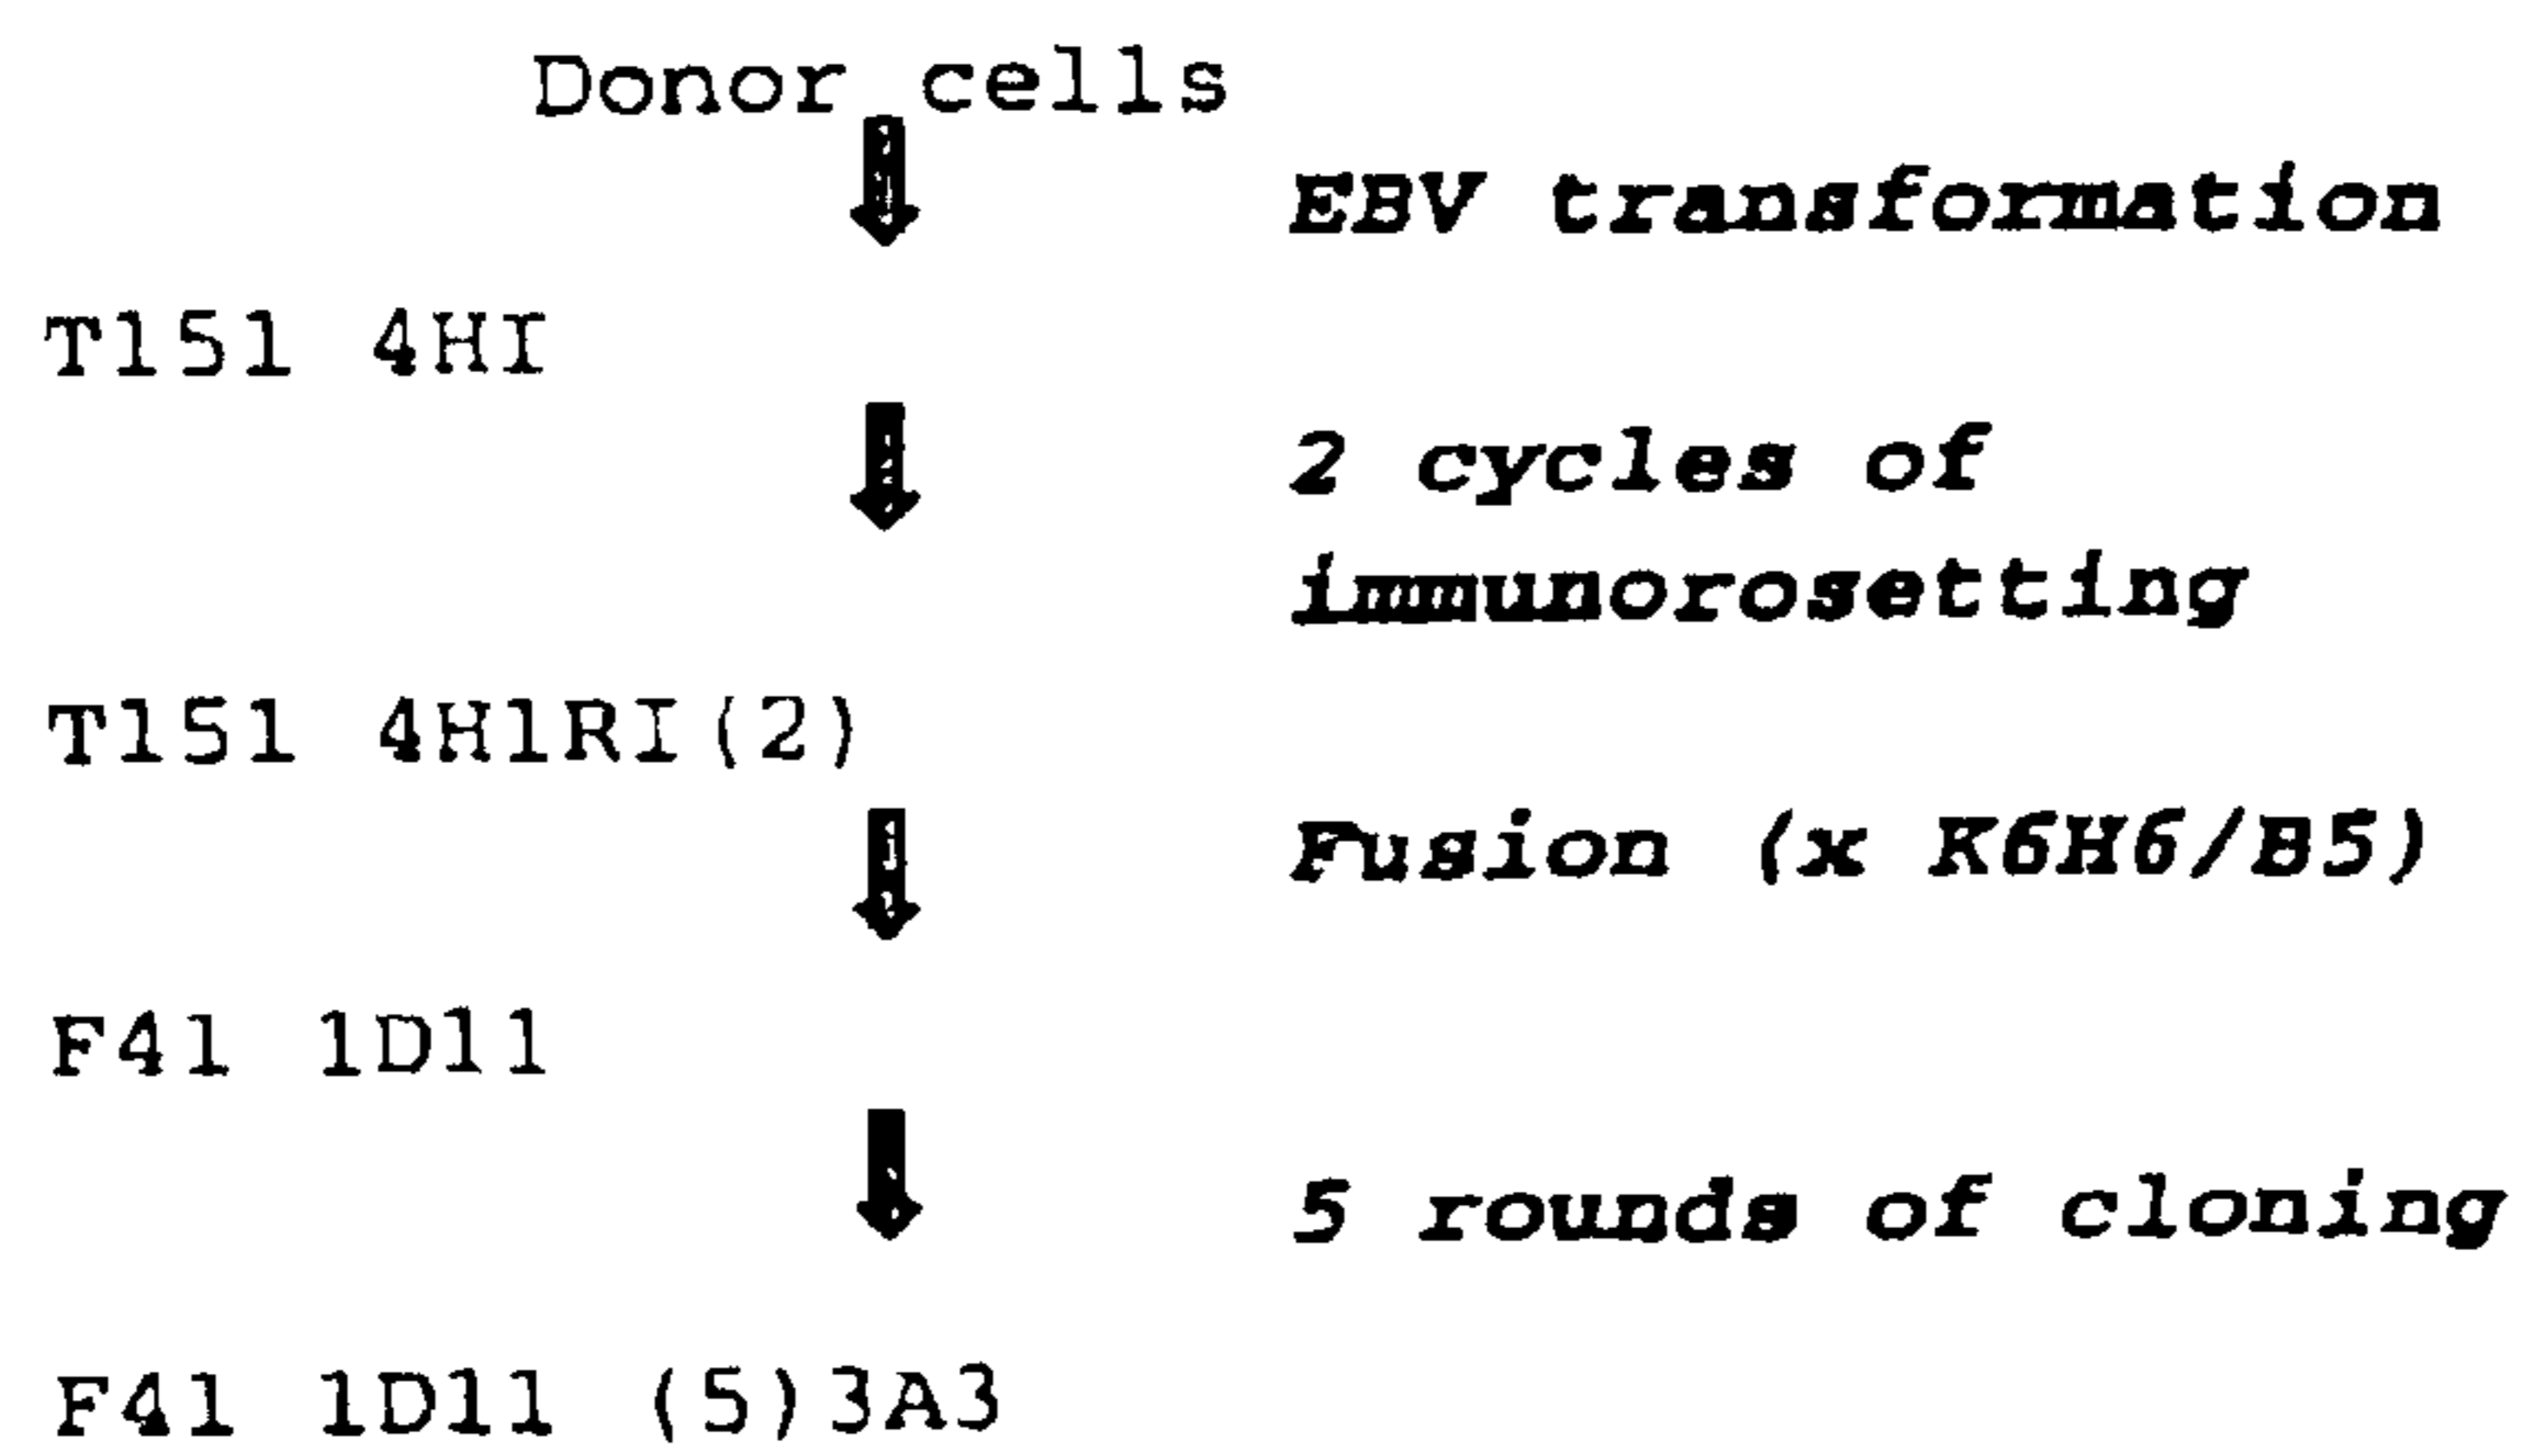 Donor cells
EBV transformation
T151 4HI
2 cycles of
immunorosetting
T151 4H1RI(2)
Fusion (x K6H6/B5)
F41 1D11
5 rounds of cloning
F41 1D11 (5)3A3